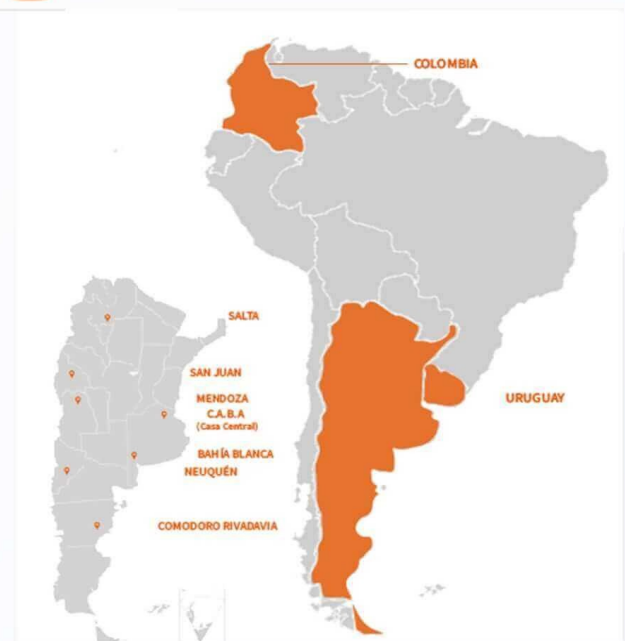 COLOMBIA
SALTA
SAN JUAN
MENDOZA
C.A.B.A
(Casa Central)
URUGUAY
BAHÍA BLANCA
NEUQUÉN
COMODORO RIVADAVIA